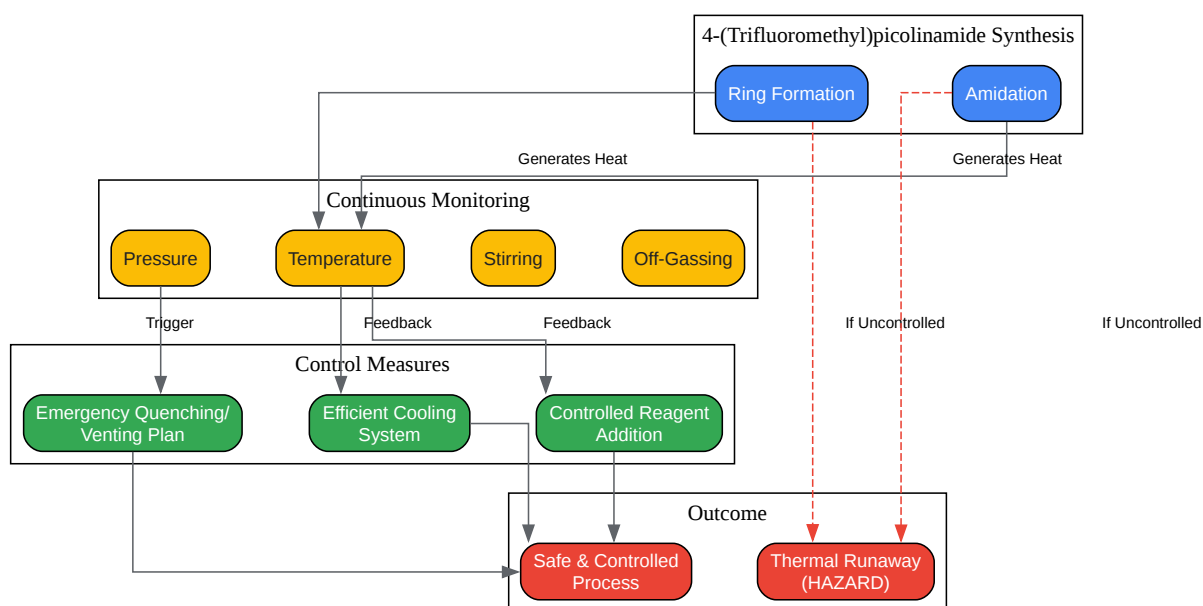 4-(Trifluoromethyl)picolinamide Synthesis
Ring Formation
Amidation
Generates Heat
Generates Heat
Continuous Monitoring
Pressure
Temperature
Stirring
Off-Gassing
Trigger
Feedback
Feedback
If Uncontrolled
If Uncontrolled
Control Measures
Emergency Quenching/
Venting Plan
Efficient Cooling
System
Controlled Reagent
Addition
Outcome
Safe & Controlled
Process
Thermal Runaway
(HAZARD)